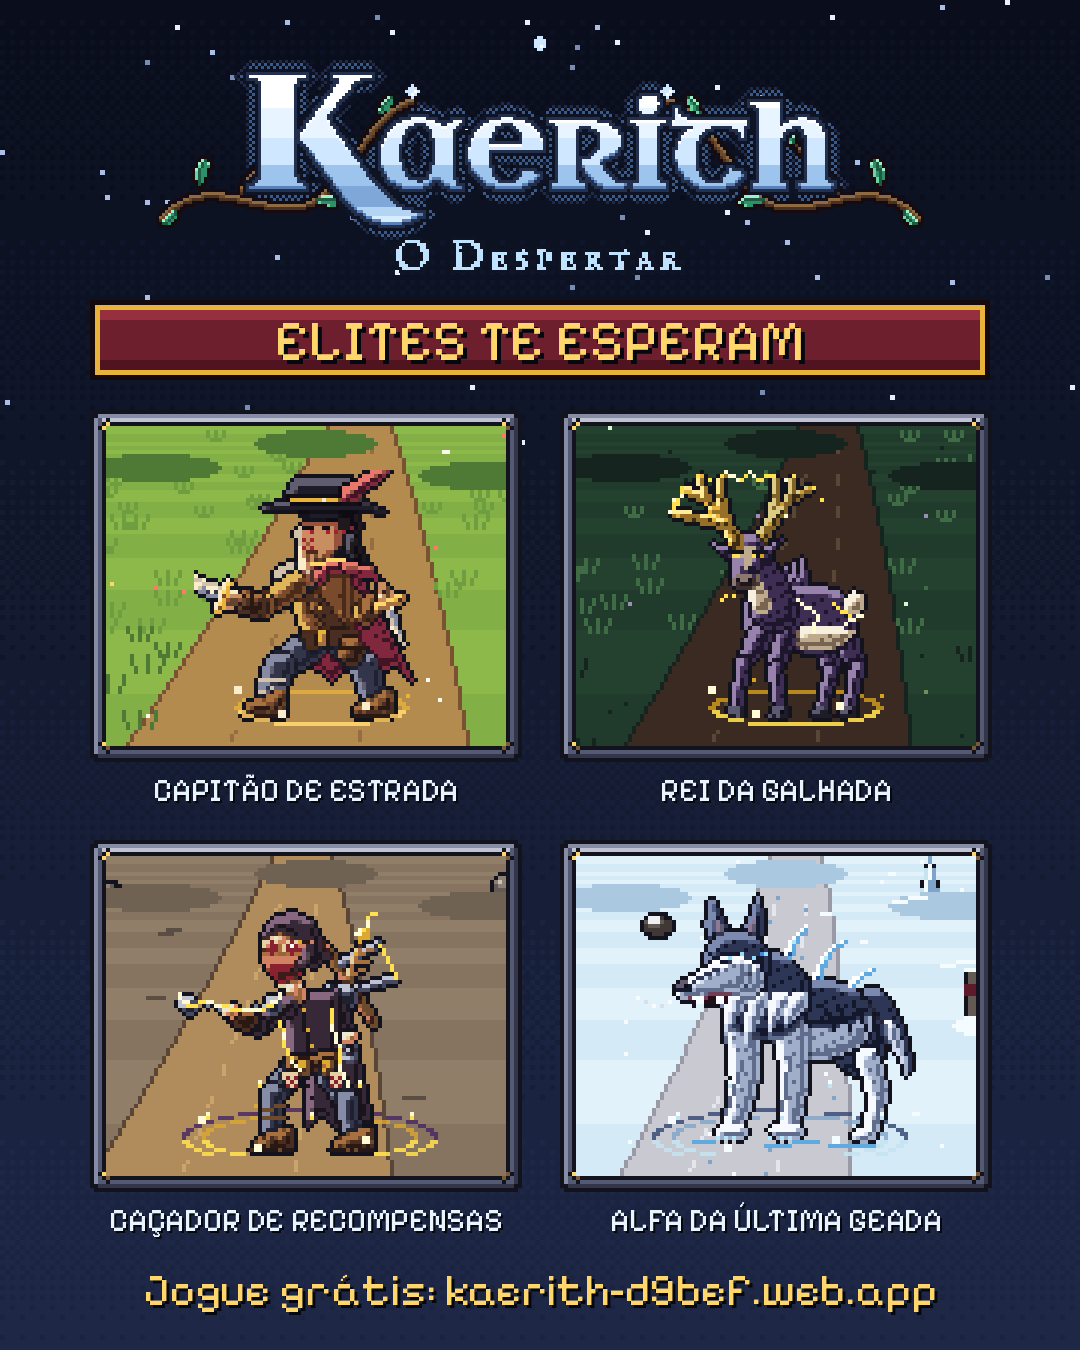 Kaerith
O Despertar
ELITES TE ESPERAM
CAPITÃO DE ESTRADA
REI DA GALHADA
CAÇADOR DE RECOMPENSAS
ALFA DA ÚLTIMA GEADA
Jogue grátis: kaerith-d9bef.web.app